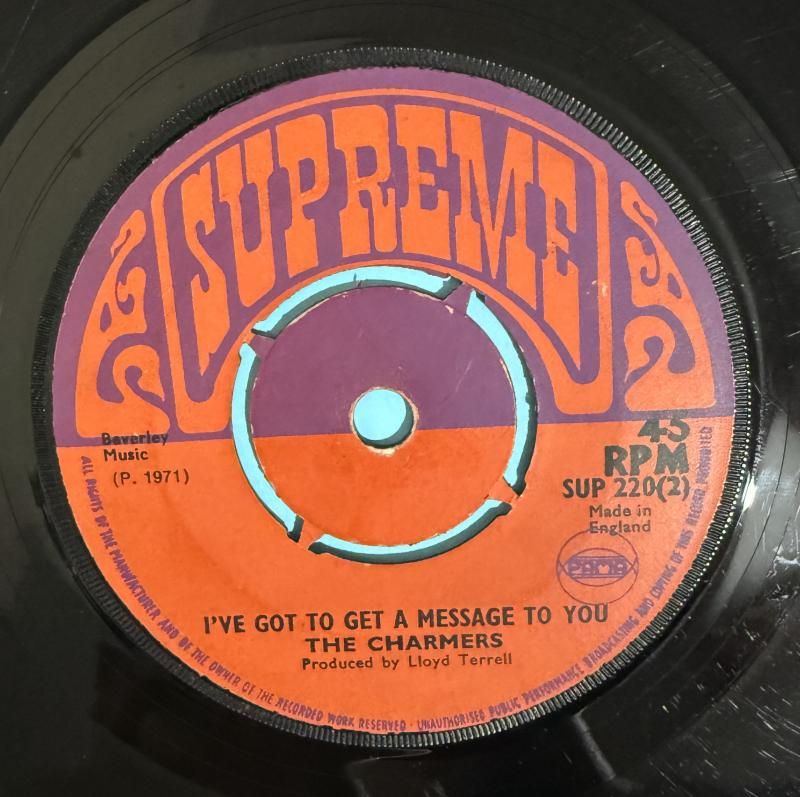 SUPREME
Beverley
Music
(P. 1971)
45
RPM
SUP 220(2)
Made in
England
PAMA
I'VE GOT TO GET A MESSAGE TO YOU
THE CHARMERS
Produced by Lloyd Terrell
ALL RIGHTS OF THE MANUFACTURER AND OF THE OWNER OF THE RECORDED WORK RESERVED · UNAUTHORISED PUBLIC PERFORMANCE BROADCASTING AND COPYING OF THIS RECORD PROHIBITED